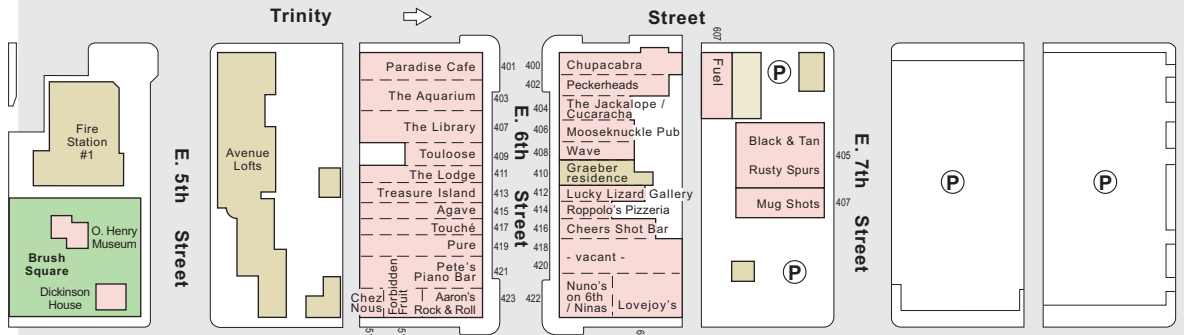 Trinity
Street
Fire
Station
#1
O. Henry
Museum
Brush
Square
Dickinson
House
E. 5th Street
Avenue
Lofts
Paradise Cafe
The Aquarium
The Library
Touloose
The Lodge
Treasure Island
Agave
Touché
Pure
Pete's
Piano Bar
Chez
Nous
Forbidden
Fruit
Aaron's
Rock & Roll
401
403
407
409
411
413
415
417
419
421
423
E. 6th Street
400
402
404
406
408
410
412
414
416
418
420
422
Chupacabra
Peckerheads
The Jackalope /
Cucaracha
Mooseknuckle Pub
Wave
Graeber
residence
Lucky Lizard Gallery
Roppolo's Pizzeria
Cheers Shot Bar
- vacant -
Nuno's
on 6th
/ Ninas
Lovejoy's
607
Fuel
P
Black & Tan
Rusty Spurs
Mug Shots
P
405
407
E. 7th Street
P
P